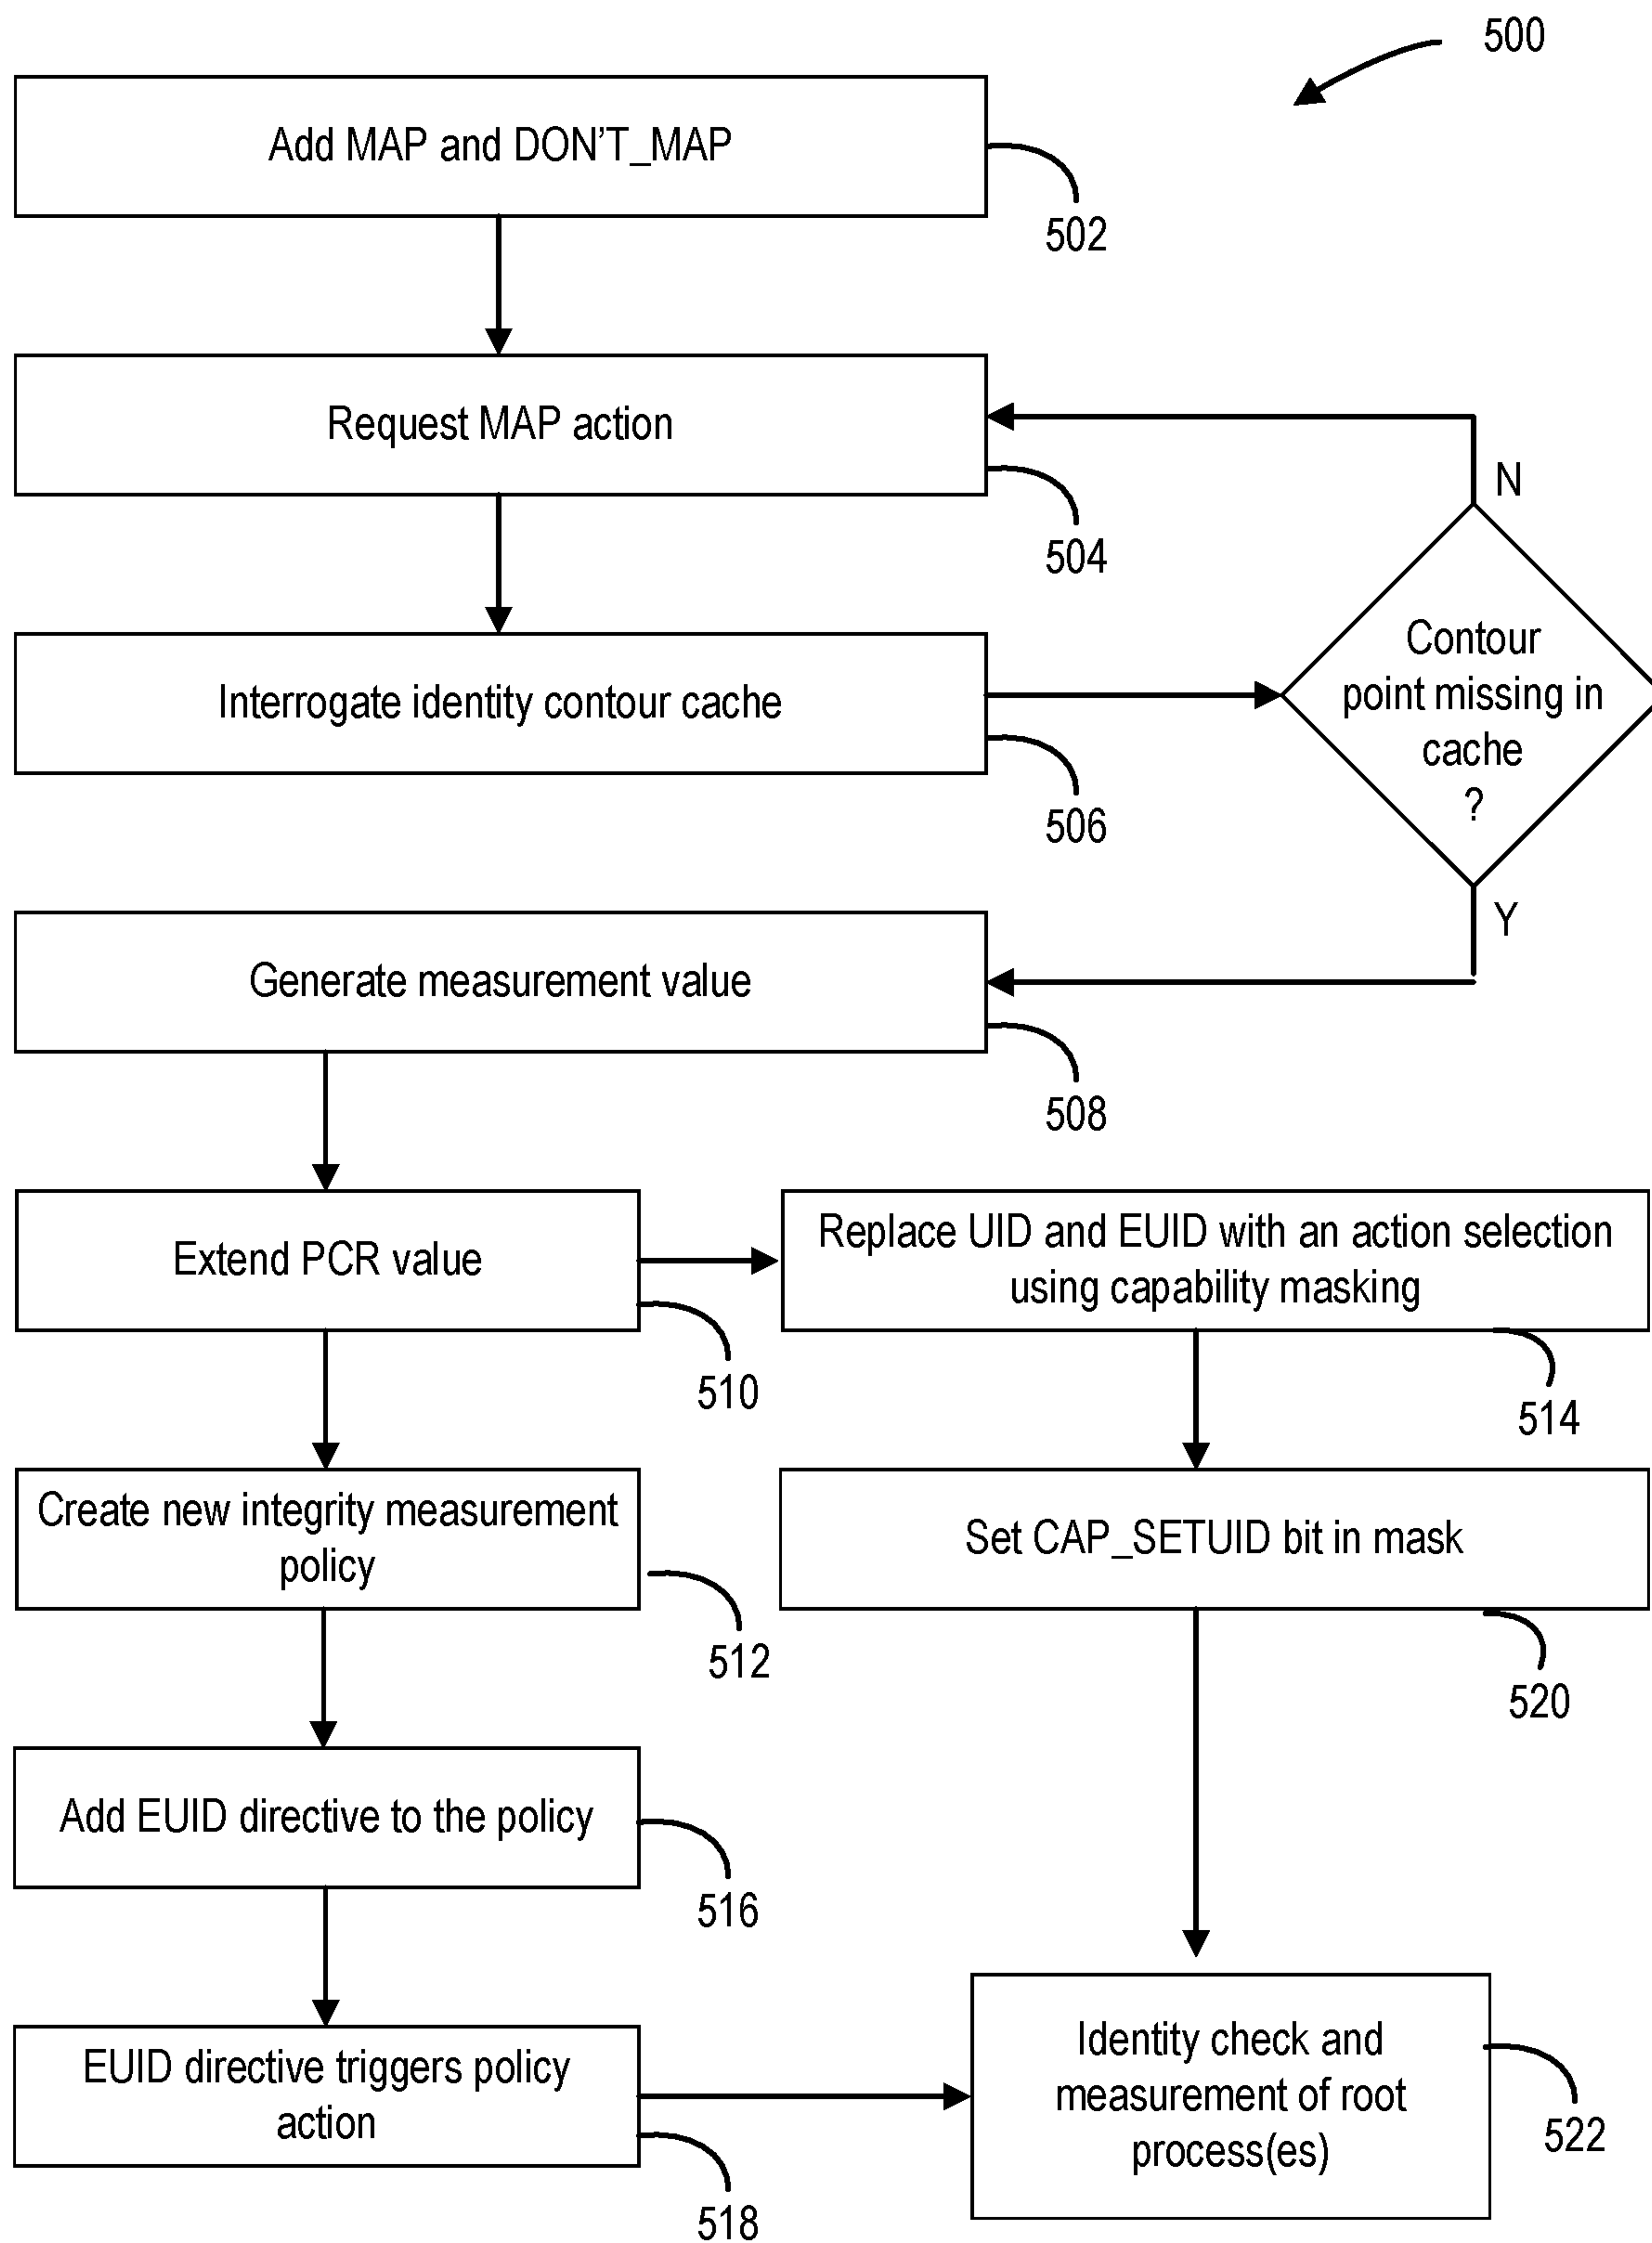 500
Add MAP and DON'T_MAP
502
Request MAP action
504
N
Contour
point missing in
cache
?
Interrogate identity contour cache
506
Y
Generate measurement value
508
Extend PCR value
510
Replace UID and EUID with an action selection
using capability masking
514
Create new integrity measurement
policy
512
Set CAP_SETUID bit in mask
520
Add EUID directive to the policy
516
EUID directive triggers policy
action
518
Identity check and
measurement of root
process(es)
522